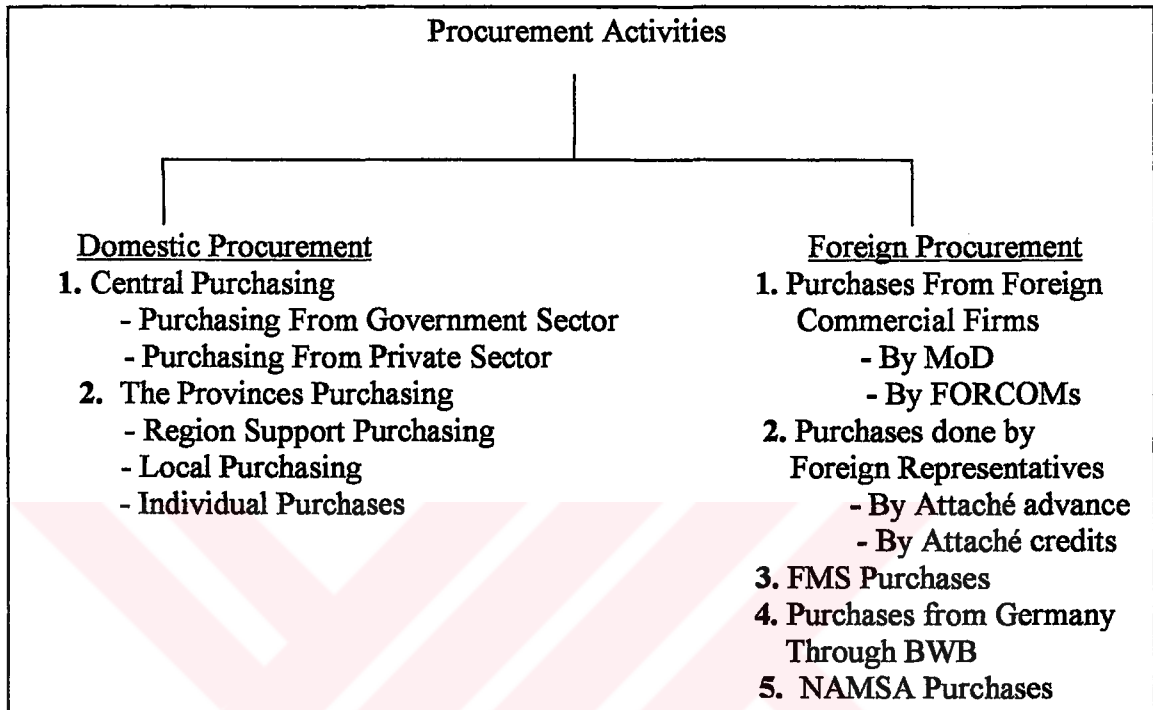 Procurement Activities
Domestic Procurement
1. Central Purchasing
- Purchasing From Government Sector
- Purchasing From Private Sector
2. The Provinces Purchasing
- Region Support Purchasing
- Local Purchasing
- Individual Purchases
Foreign Procurement
1. Purchases From Foreign
Commercial Firms
- By MoD
- By FORCOMs
2. Purchases done by
Foreign Representatives
- By Attaché advance
- By Attaché credits
3. FMS Purchases
4. Purchases from Germany
Through BWB
5. NAMSA Purchases